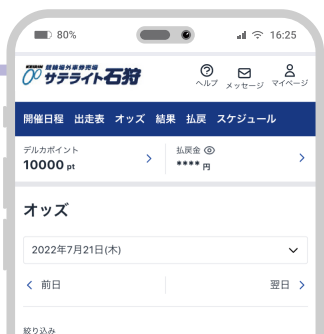 80%
16:25
KEIRIN 競輪場外車券売場
サテライト石狩
ヘルプ
メッセージ
マイページ
開催日程 出走表 オッズ 結果 払戻 スケジュール
デルカポイント
10000 pt
払戻金
**** 円
オッズ
2022年7月21日(木)
前日
翌日
絞り込み